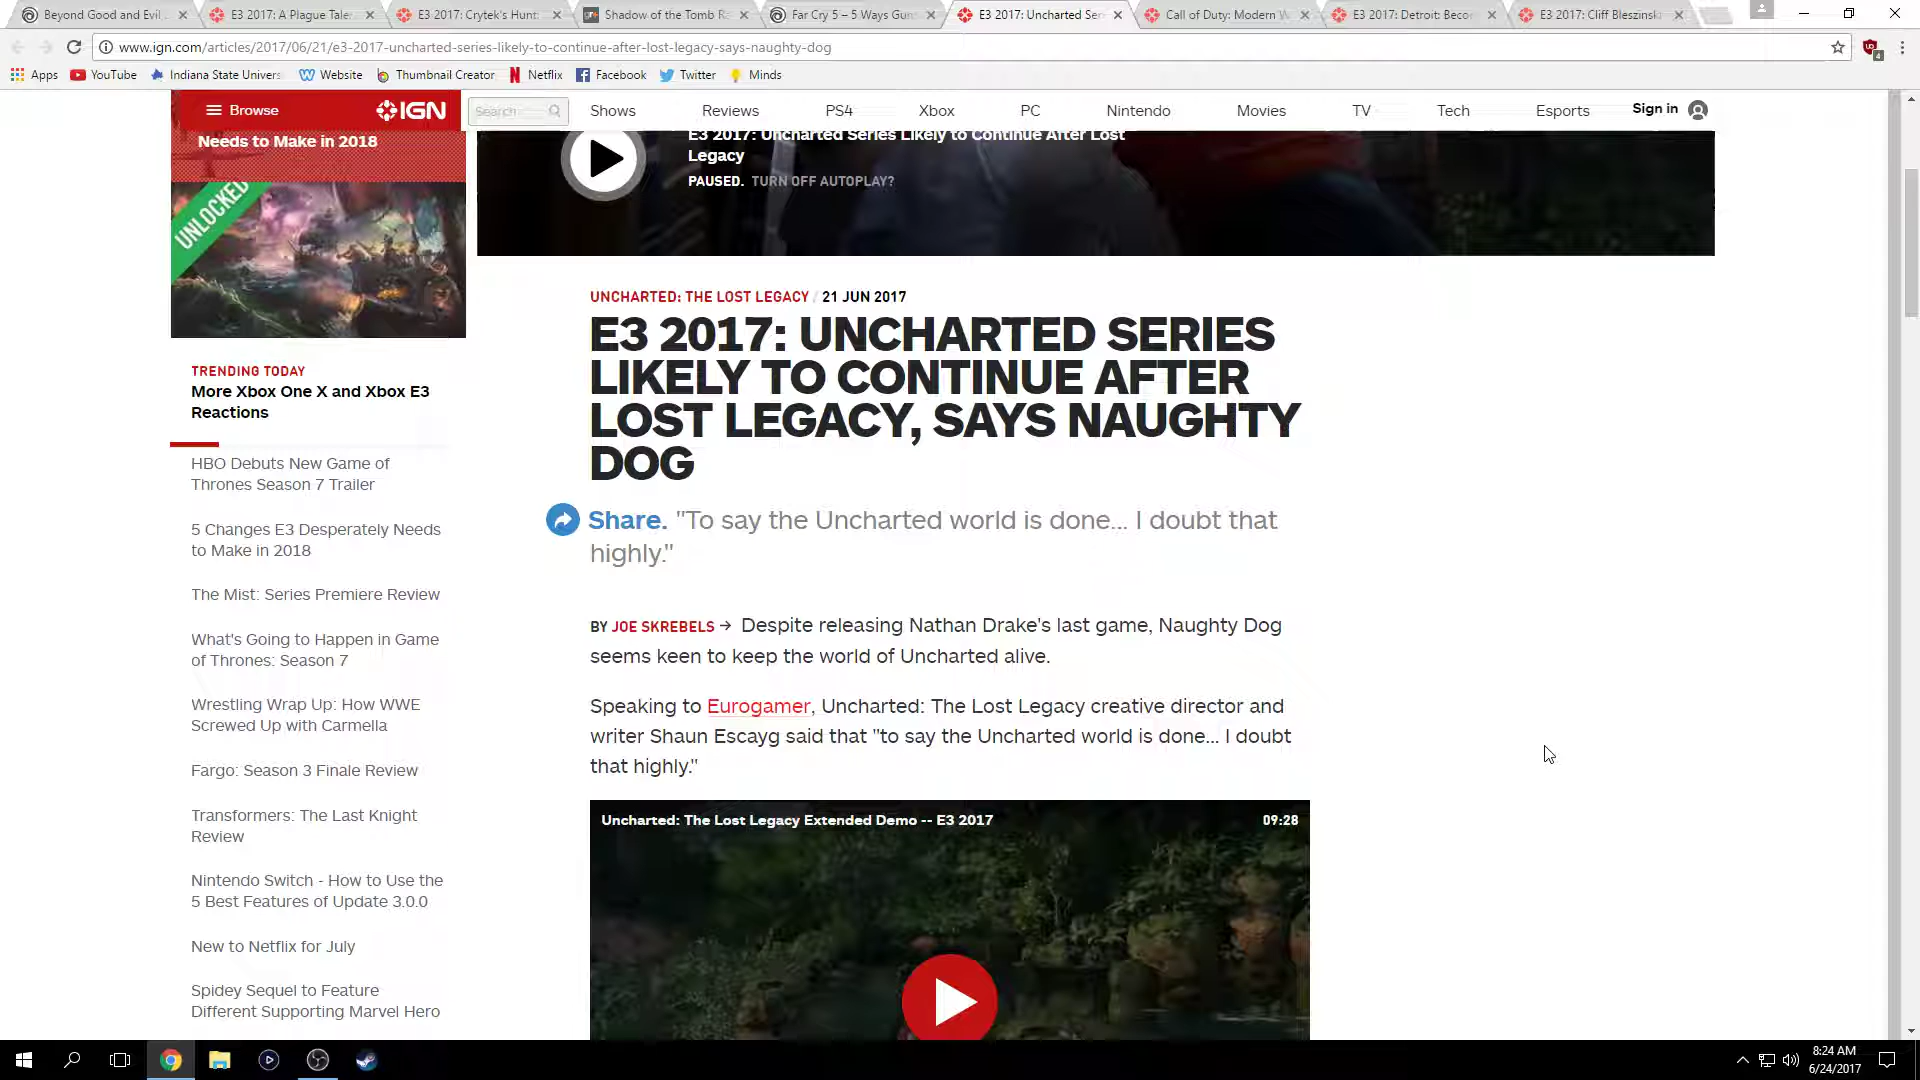 Beyond Good and Evil
E3 2017: A Plague Tale
E3 2017: Crytek's Hunt:
Shadow of the Tomb R
Far Cry 5 – 5 Ways Gun
E3 2017: Uncharted Ser
Call of Duty: Modern W
E3 2017: Detroit: Beco
E3 2017: Cliff Bleszinski
www.ign.com/articles/2017/06/21/e3-2017-uncharted-series-likely-to-continue-after-lost-legacy-says-naughty-dog
4
Apps YouTube Indiana State Univers Website Thumbnail Creator Netflix Facebook Twitter Minds
Browse IGN Search Shows Reviews PS4 Xbox PC Nintendo Movies TV Tech Esports Sign in
Needs to Make in 2018
UNLOCKED
E3 2017: Uncharted Series Likely to Continue After Lost
Legacy
PAUSED. TURN OFF AUTOPLAY?
TRENDING TODAY
More Xbox One X and Xbox E3
Reactions
HBO Debuts New Game of
Thrones Season 7 Trailer
5 Changes E3 Desperately Needs
to Make in 2018
The Mist: Series Premiere Review
What's Going to Happen in Game
of Thrones: Season 7
Wrestling Wrap Up: How WWE
Screwed Up with Carmella
Fargo: Season 3 Finale Review
Transformers: The Last Knight
Review
Nintendo Switch - How to Use the
5 Best Features of Update 3.0.0
New to Netflix for July
Spidey Sequel to Feature
Different Supporting Marvel Hero
UNCHARTED: THE LOST LEGACY / 21 JUN 2017
E3 2017: UNCHARTED SERIES
LIKELY TO CONTINUE AFTER
LOST LEGACY, SAYS NAUGHTY
DOG
Share. "To say the Uncharted world is done... I doubt that
highly."
BY JOE SKREBELS → Despite releasing Nathan Drake's last game, Naughty Dog
seems keen to keep the world of Uncharted alive.
Speaking to Eurogamer, Uncharted: The Lost Legacy creative director and
writer Shaun Escayg said that "to say the Uncharted world is done... I doubt
that highly."
Uncharted: The Lost Legacy Extended Demo -- E3 2017 09:28
8:24 AM
6/24/2017